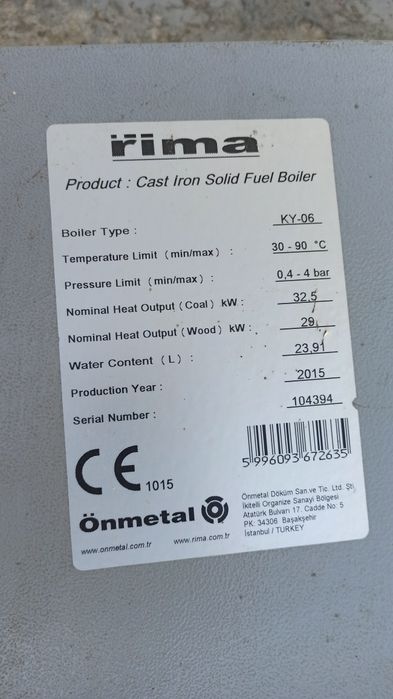 rima
Product : Cast Iron Solid Fuel Boiler
Boiler Type : KY-06
Temperature Limit (min/max) : 30 - 90 °C
Pressure Limit (min/max) : 0,4 - 4 bar
Nominal Heat Output (Coal) kW : 32.5
Nominal Heat Output (Wood) kW : 29
Water Content (L) : 23,91
Production Year : 2015
Serial Number : 104394
CE 1015
5 996093 672635
Önmetal
www.onmetal.com.tr www.rima.com.tr
Önmetal Döküm San.ve Tic. Ltd. Şti
İkitelli Organize Sanayi Bölgesi
Atatürk Bulvarı 17. Cadde No: 5
PK: 34306 Başakşehir
İstanbul / TURKEY